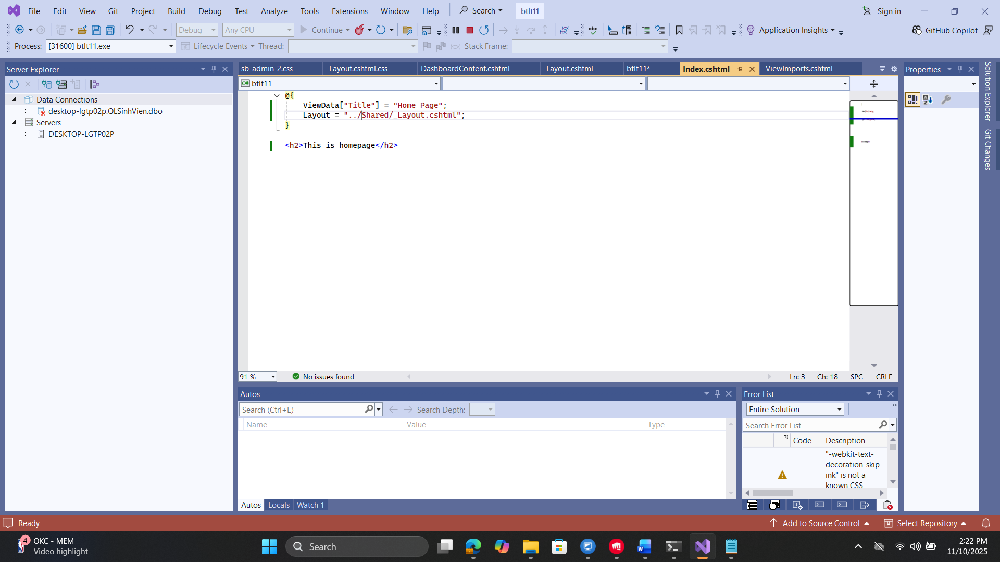 File Edit View Git Project Build Debug Test Analyze Tools Extensions Window Help Search btlt11 Sign in
Debug Any CPU Continue Application Insights GitHub Copilot
Process: [31600] btlt11.exe Lifecycle Events Thread: Stack Frame:
Server Explorer
Data Connections
desktop-lgtp02p.QLSinhVien.dbo
Servers
DESKTOP-LGTP02P
sb-admin-2.css _Layout.cshtml.css DashboardContent.cshtml _Layout.cshtml btlt11* Index.cshtml _ViewImports.cshtml
btlt11
@{
ViewData["Title"] = "Home Page";
Layout = "../Shared/_Layout.cshtml";
}
<h2>This is homepage</h2>
91 % No issues found Ln: 3 Ch: 18 SPC CRLF
Properties
Solution Explorer
Git Changes
Autos
Search (Ctrl+E) Search Depth:
Name Value Type
Autos Locals Watch 1
Error List
Entire Solution
Search Error List
Code Description
"-webkit-text-
decoration-skip-
ink" is not a
known CSS
Ready Add to Source Control Select Repository
4 OKC - MEM
Video highlight
Search
2:22 PM
11/10/2025